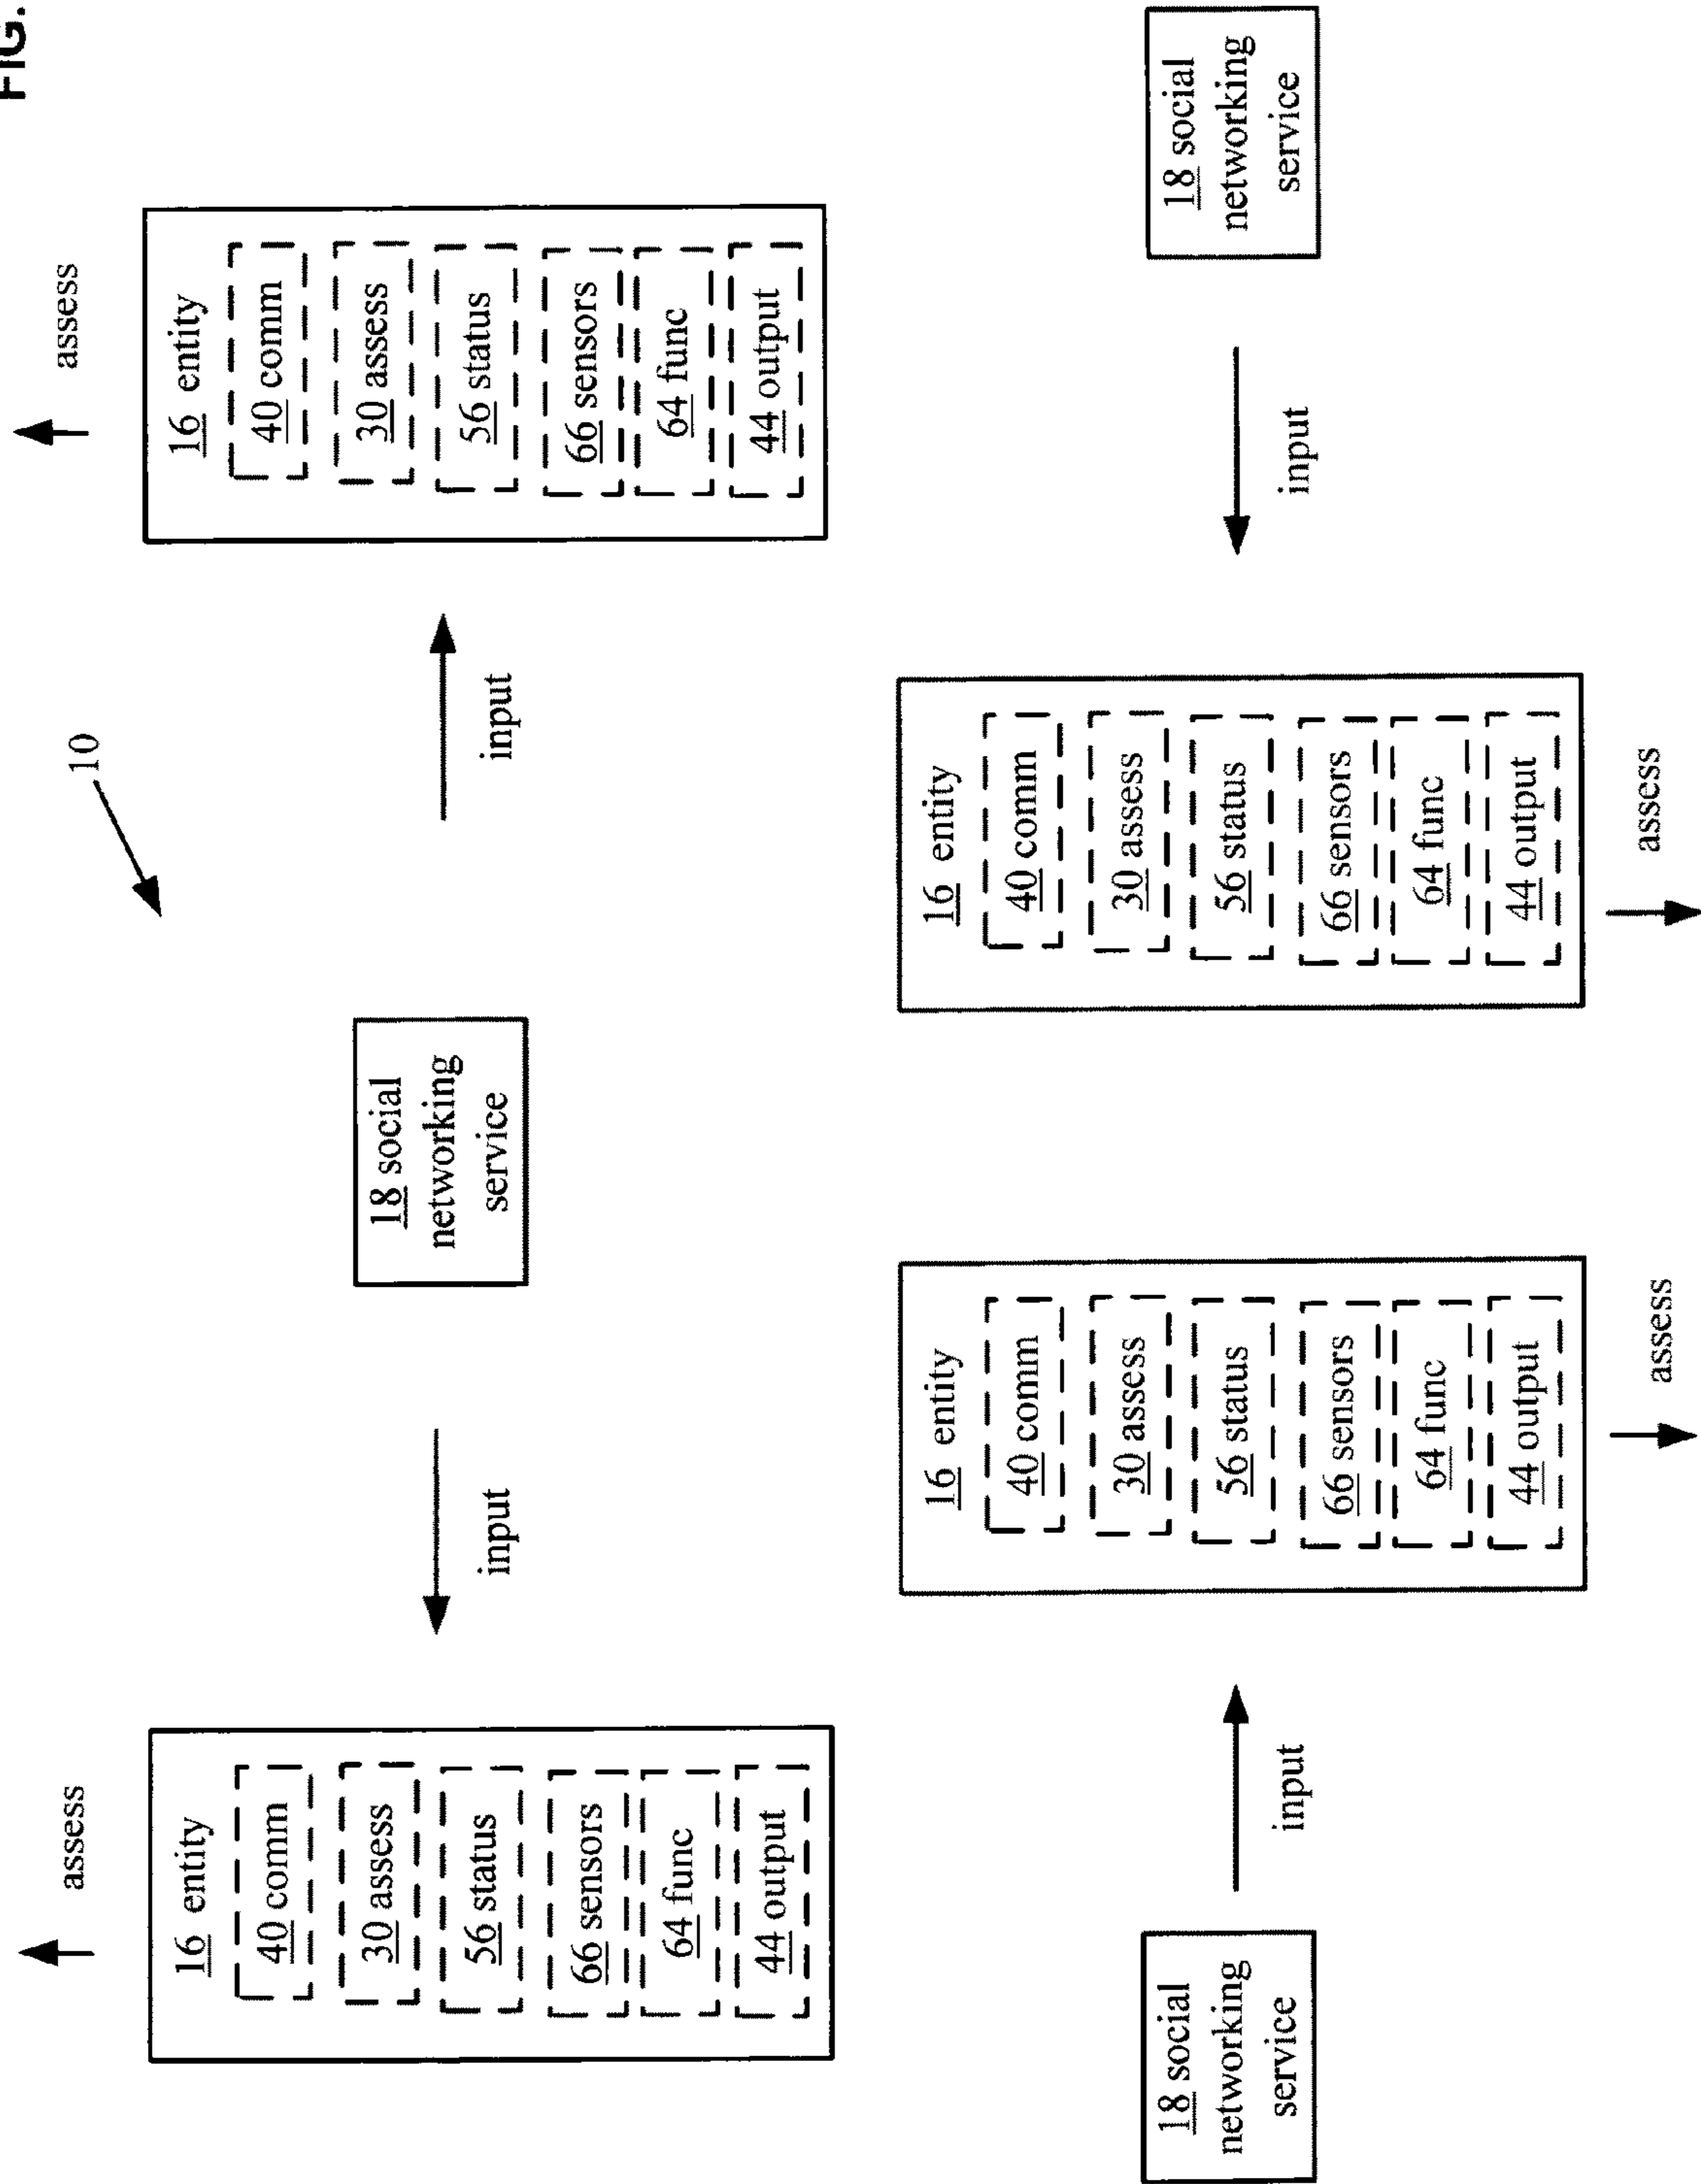 FIG.
assess
10
assess
16 entity
40 comm
30 assess
56 status
66 sensors
64 func
44 output
input
18 social
networking
service
input
16 entity
40 comm
30 assess
56 status
66 sensors
64 func
44 output
18 social
networking
service
input
16 entity
40 comm
30 assess
56 status
66 sensors
64 func
44 output
assess
16 entity
40 comm
30 assess
56 status
66 sensors
64 func
44 output
assess
input
18 social
networking
service